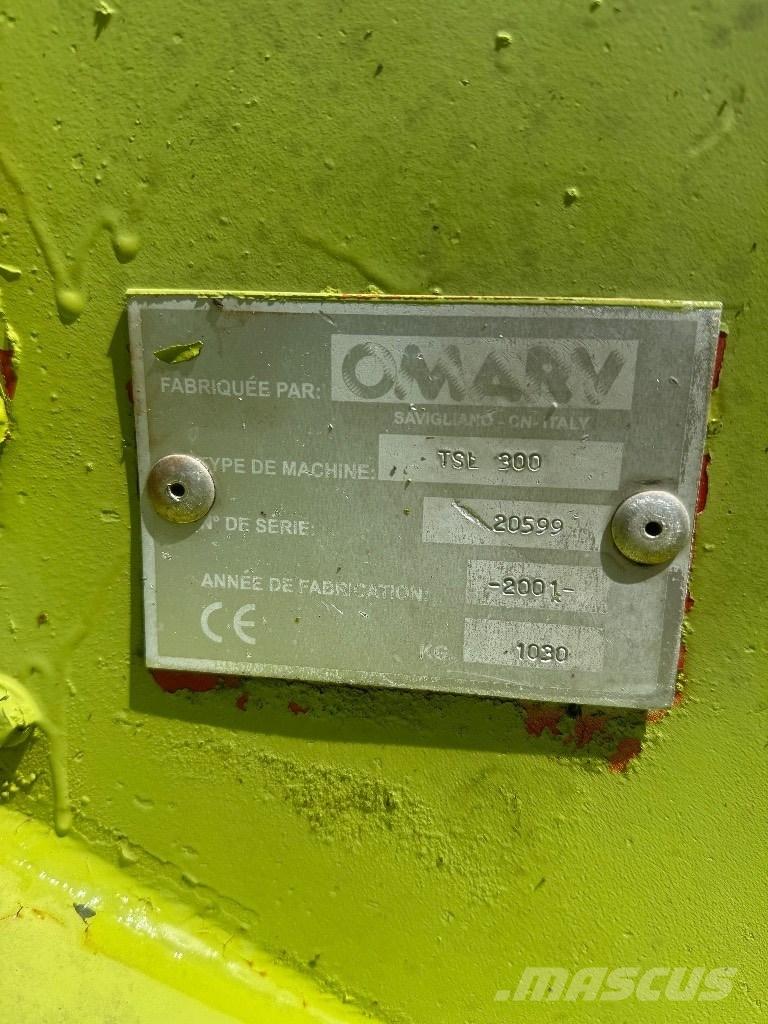 FABRIQUÉE PAR: OMARV
SAVIGLIANO - CN - ITALY
TYPE DE MACHINE: TSL 300
N° DE SÉRIE: 20599
ANNÉE DE FABRICATION: -2001-
CE KG 1030
MASCUS